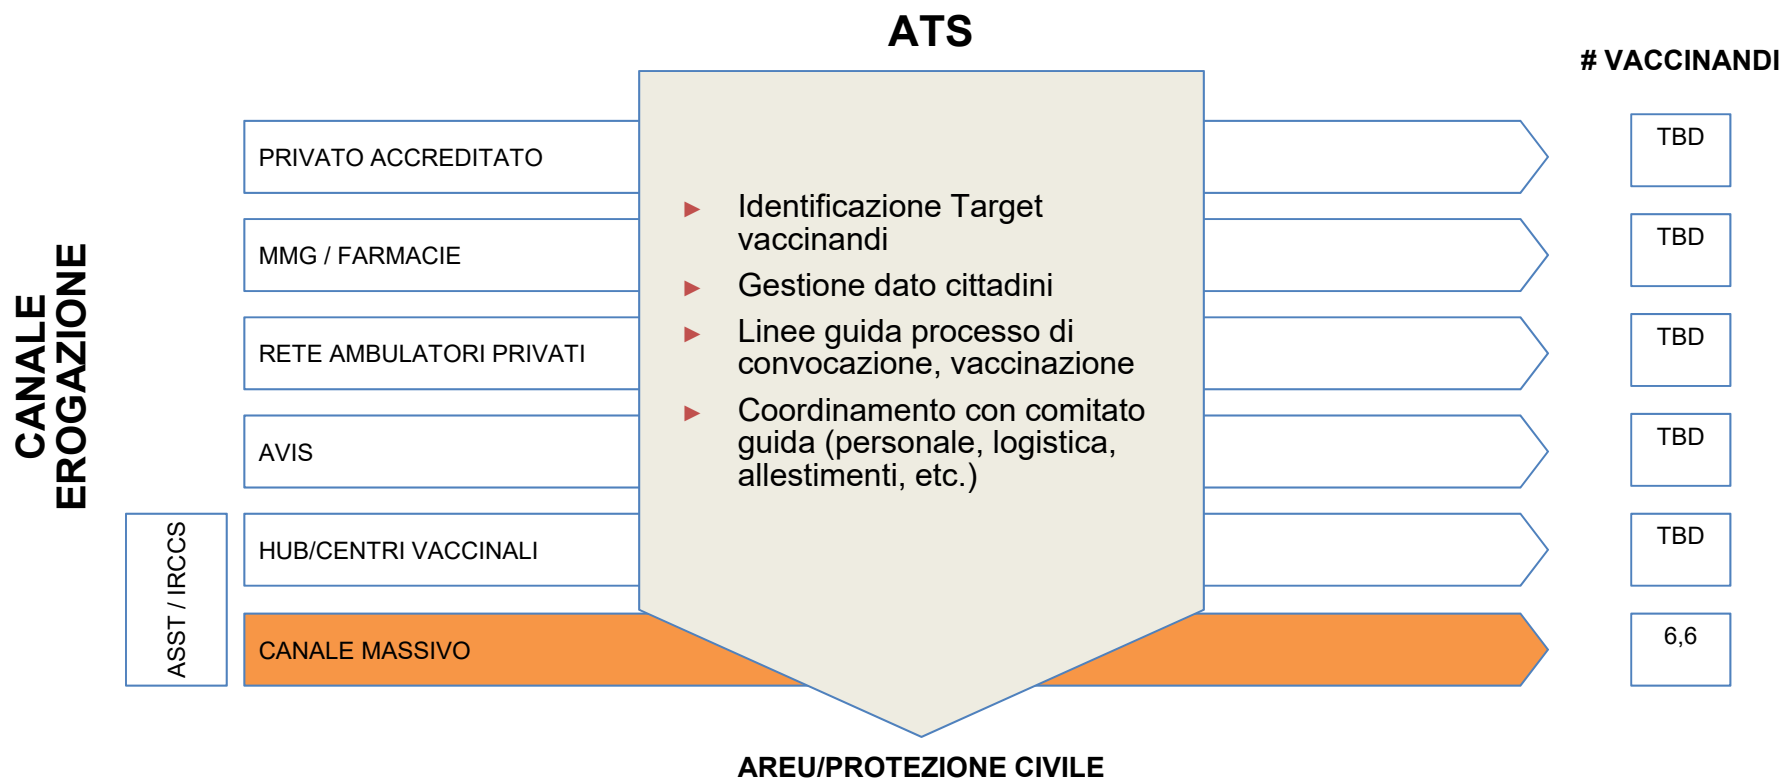 ATS
# VACCINANDI
CANALE
EROGAZIONE
PRIVATO ACCREDITATO
TBD
MMG / FARMACIE
TBD
RETE AMBULATORI PRIVATI
TBD
AVIS
TBD
ASST / IRCCS
HUB/CENTRI VACCINALI
TBD
CANALE MASSIVO
6,6
► Identificazione Target
vaccinandi
► Gestione dato cittadini
► Linee guida processo di
convocazione, vaccinazione
► Coordinamento con comitato
guida (personale, logistica,
allestimenti, etc.)
AREU/PROTEZIONE CIVILE